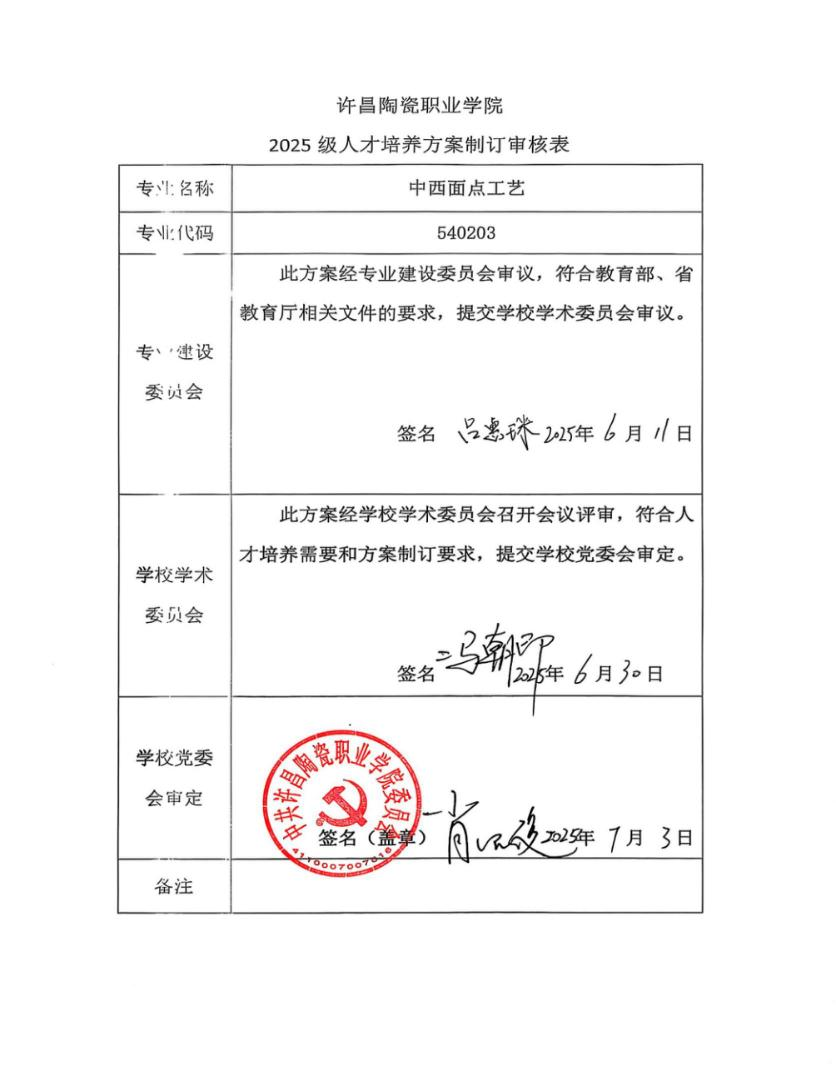 许昌陶瓷职业学院
2025 级人才培养方案制订审核表
专业名称
中西面点工艺
专业代码
540203
专业建设
委员会
此方案经专业建设委员会审议，符合教育部、省
教育厅相关文件的要求，提交学校学术委员会审议。
签名 吕惠珠 2025年 6 月 11 日
学校学术
委员会
此方案经学校学术委员会召开会议评审，符合人
才培养需要和方案制订要求，提交学校党委会审定。
签名 冯朝印 2025年 6 月 30 日
学校党委
会审定
中共许昌陶瓷职业学院委员会
签名（盖章） 2025年 7 月 3 日
备注